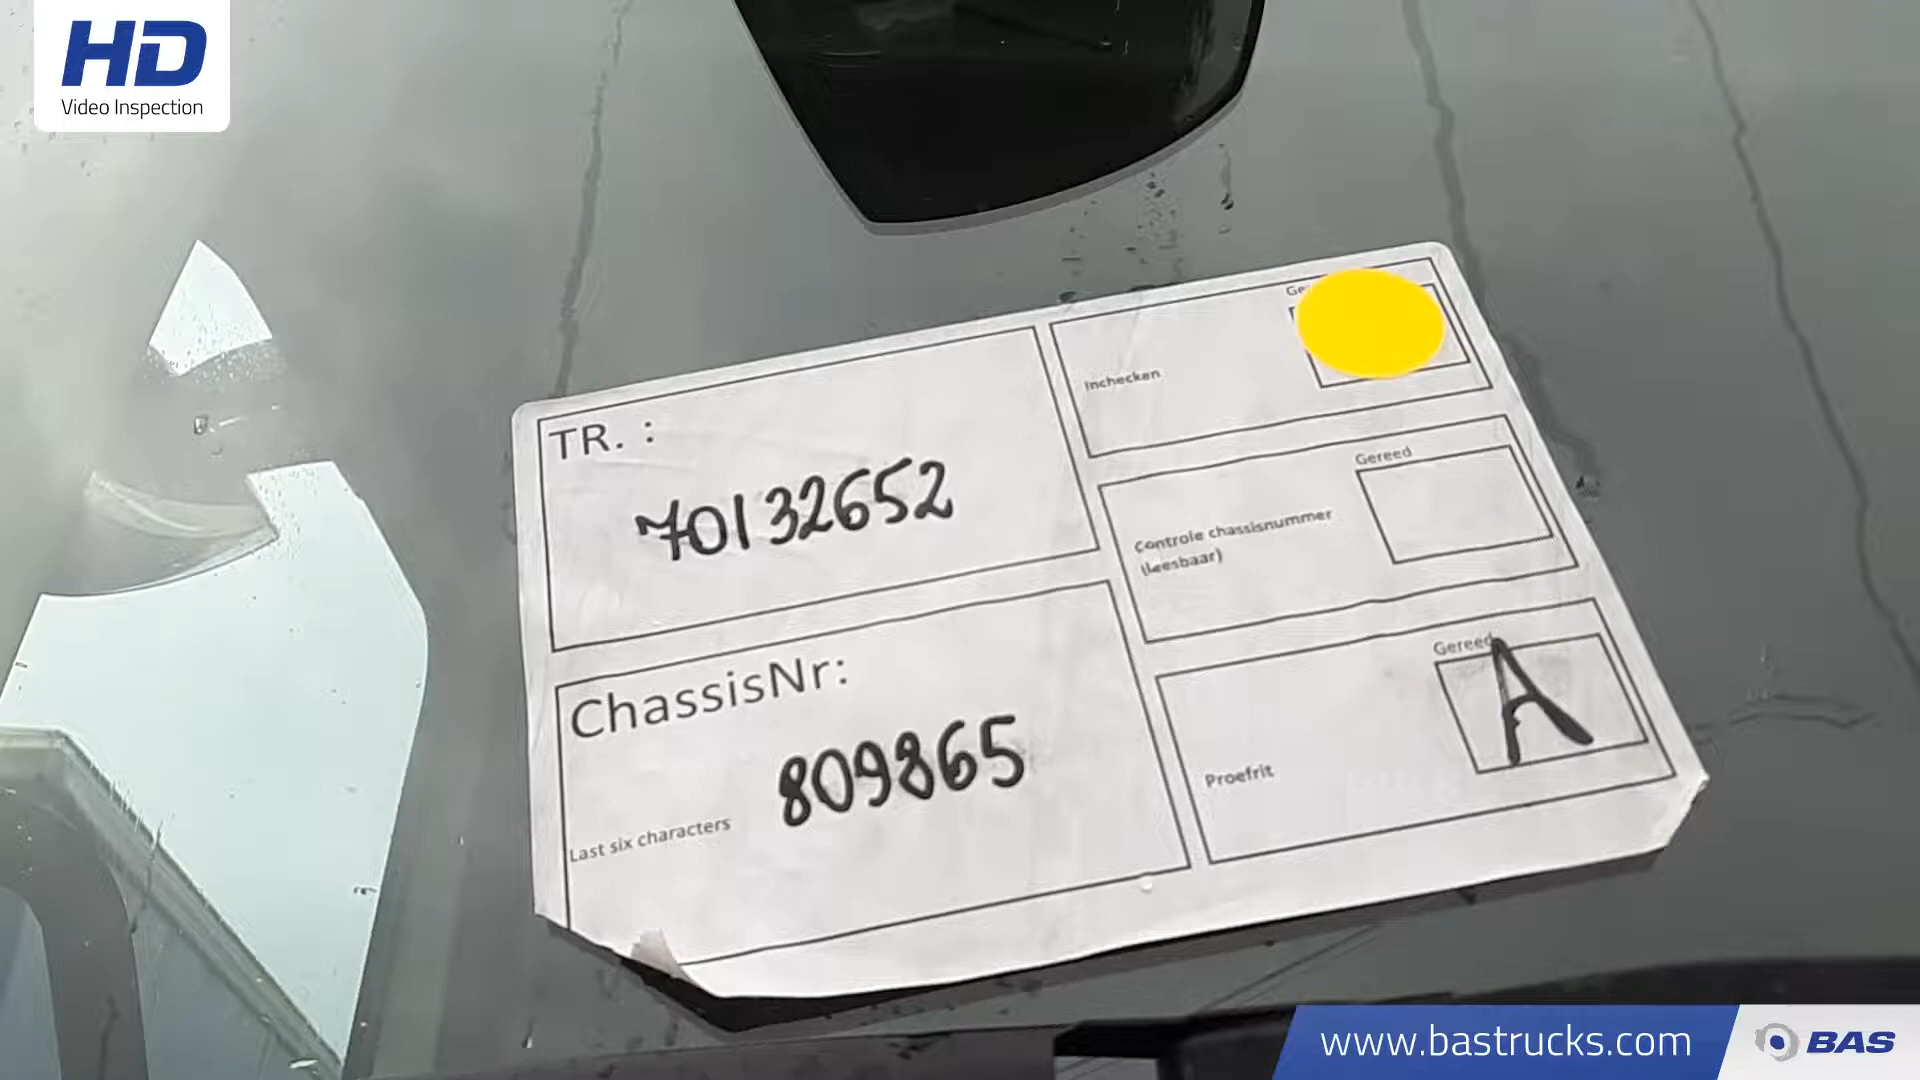 HD
Video Inspection
TR. :
70132652
ChassisNr:
809865
Last six characters
Inchecken
Gereed
Controle chassisnummer
(leesbaar)
Gereed
A
Proefrit
www.bastrucks.com
BAS